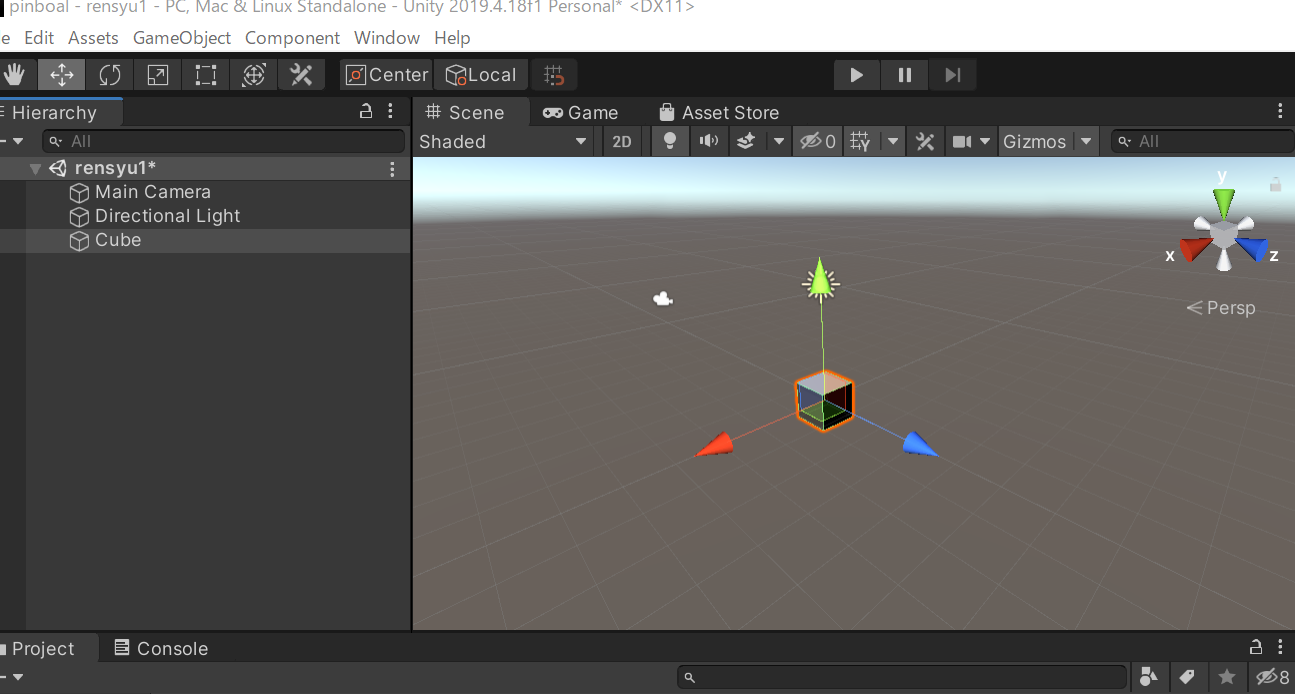 pinboal - rensyu1 - PC, Mac & Linux Standalone - Unity 2019.4.18f1 Personal* <DX11>
e Edit Assets GameObject Component Window Help
Center Local
Hierarchy
Scene Game Asset Store
All
Shaded 2D 0 Gizmos All
rensyu1*
Main Camera
Directional Light
Cube
y
x z
Persp
Project Console
8